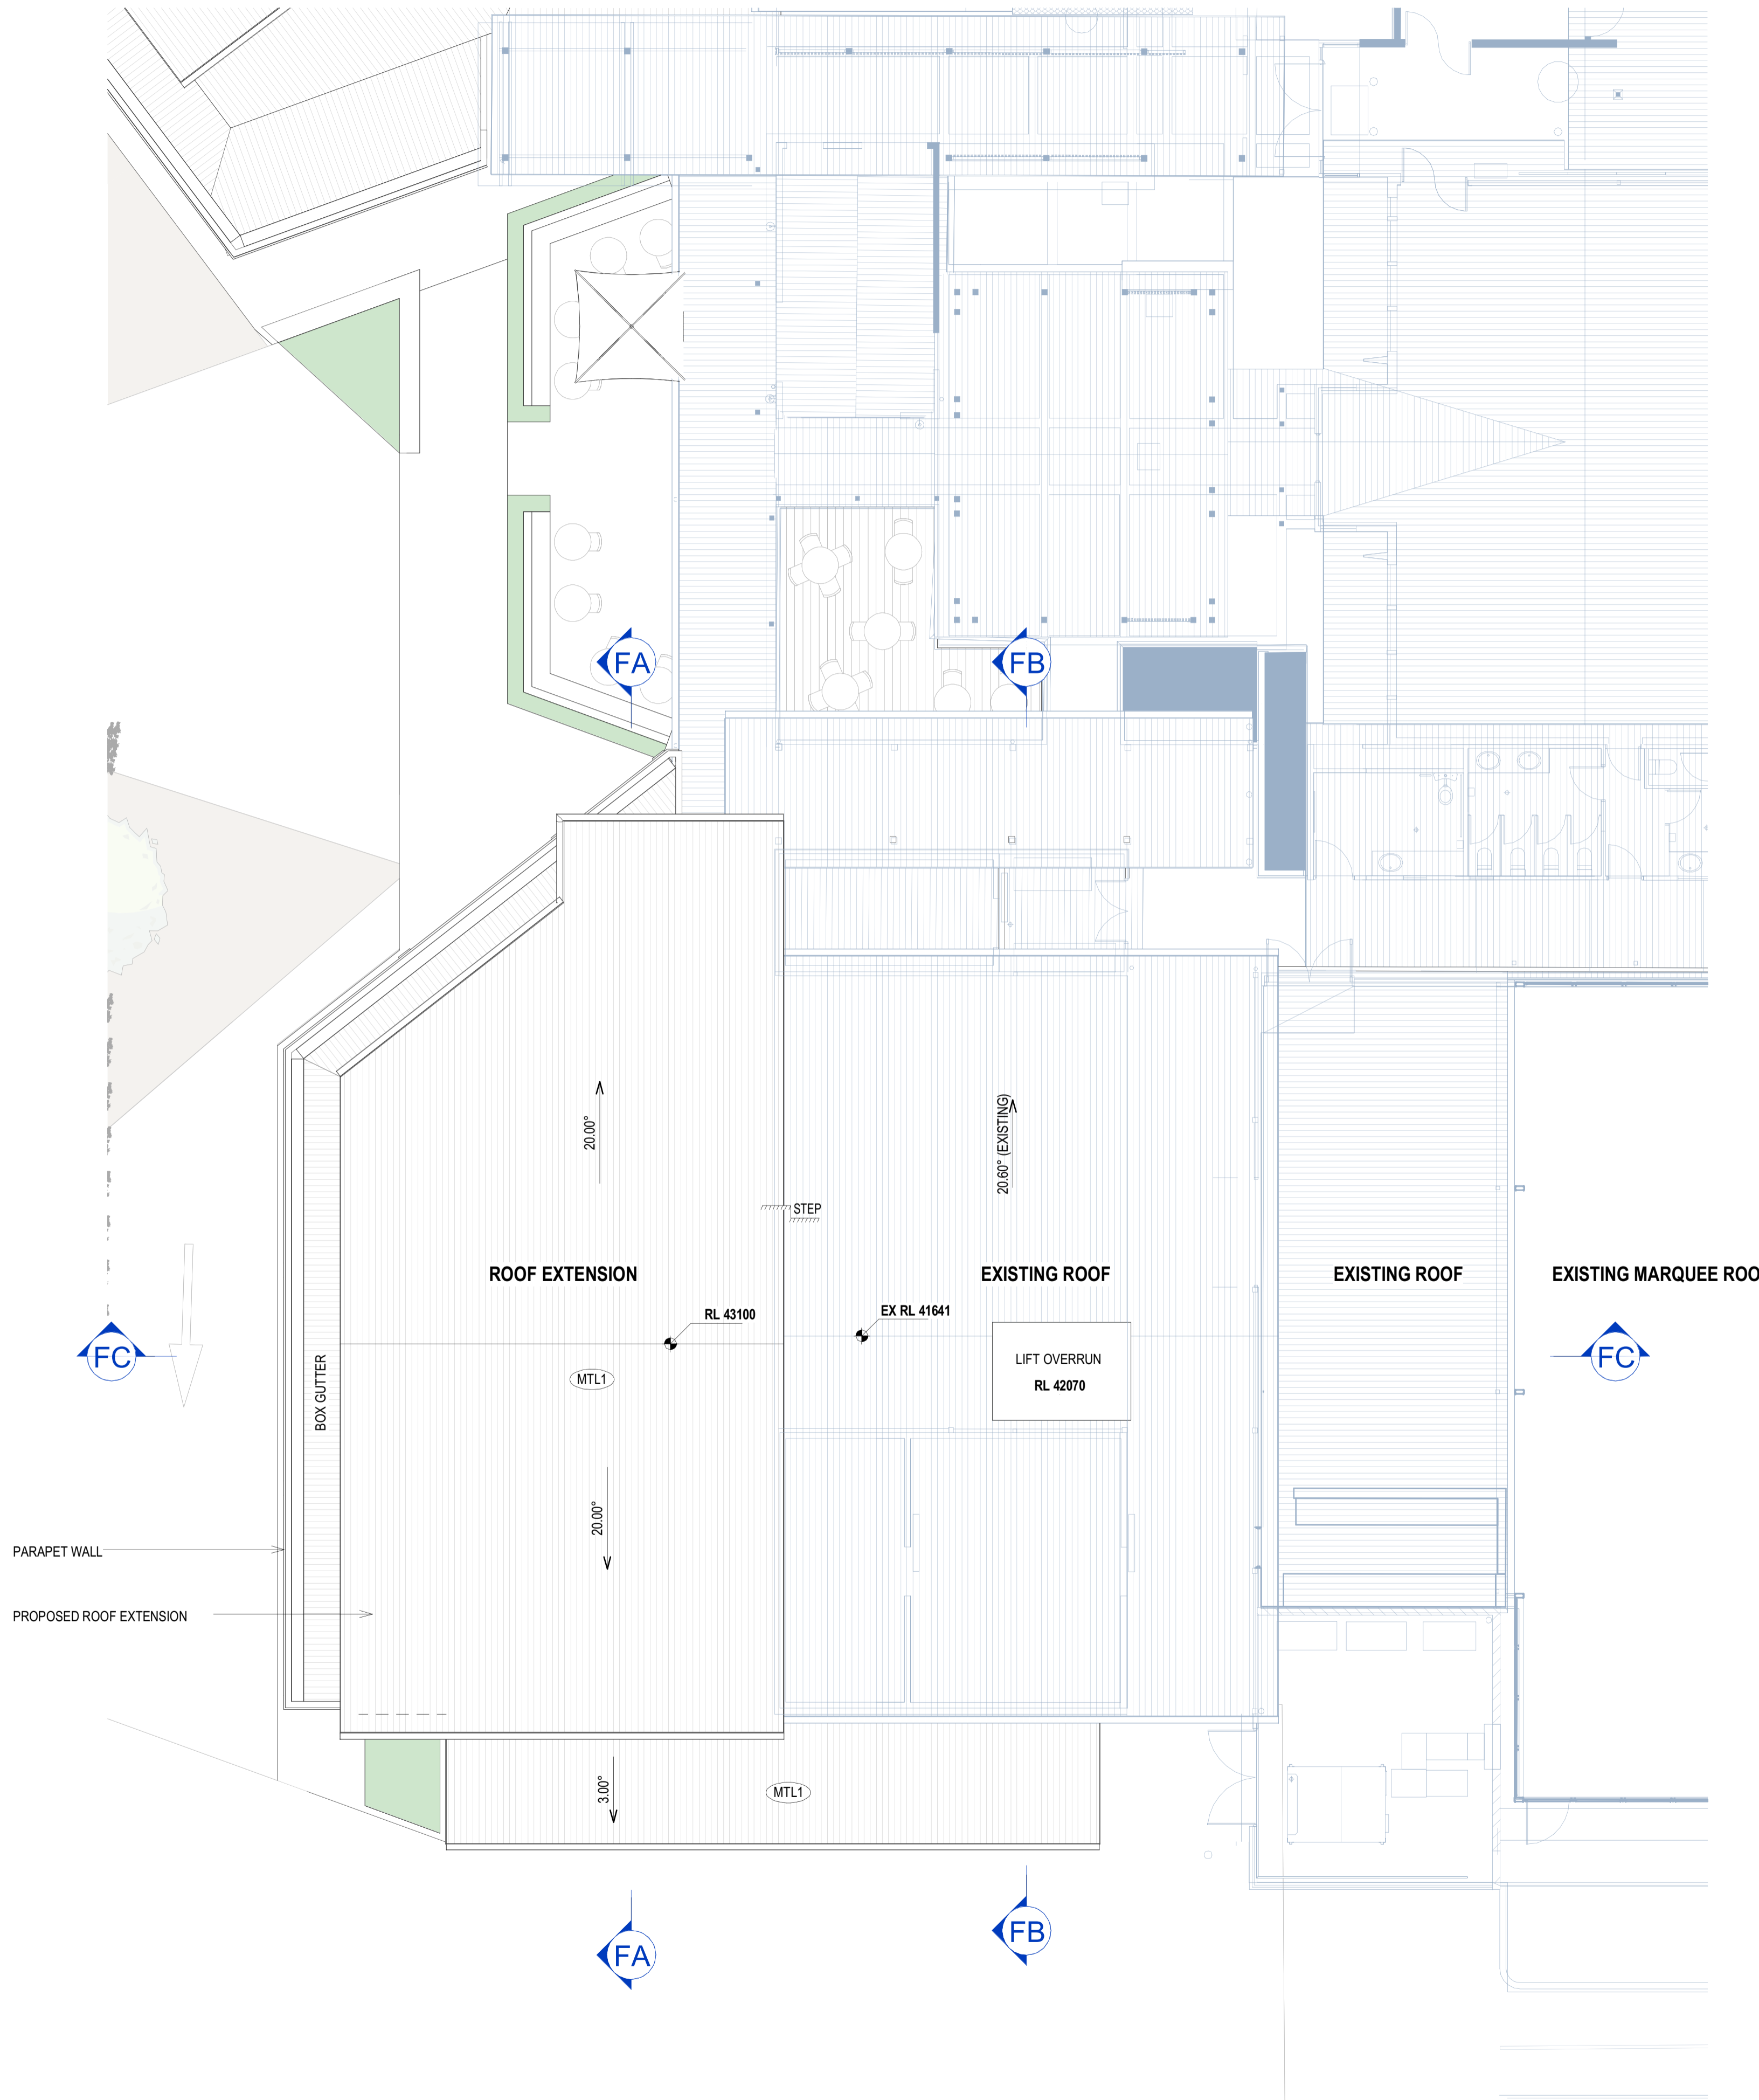 FA
FB
20.00°
20.60° (EXISTING)
STEP
ROOF EXTENSION
EXISTING ROOF
EXISTING ROOF
EXISTING MARQUEE ROO
RL 43100
EX RL 41641
FC
FC
LIFT OVERRUN
RL 42070
MTL1
BOX GUTTER
20.00°
PARAPET WALL
PROPOSED ROOF EXTENSION
3.00°
MTL1
FA
FB